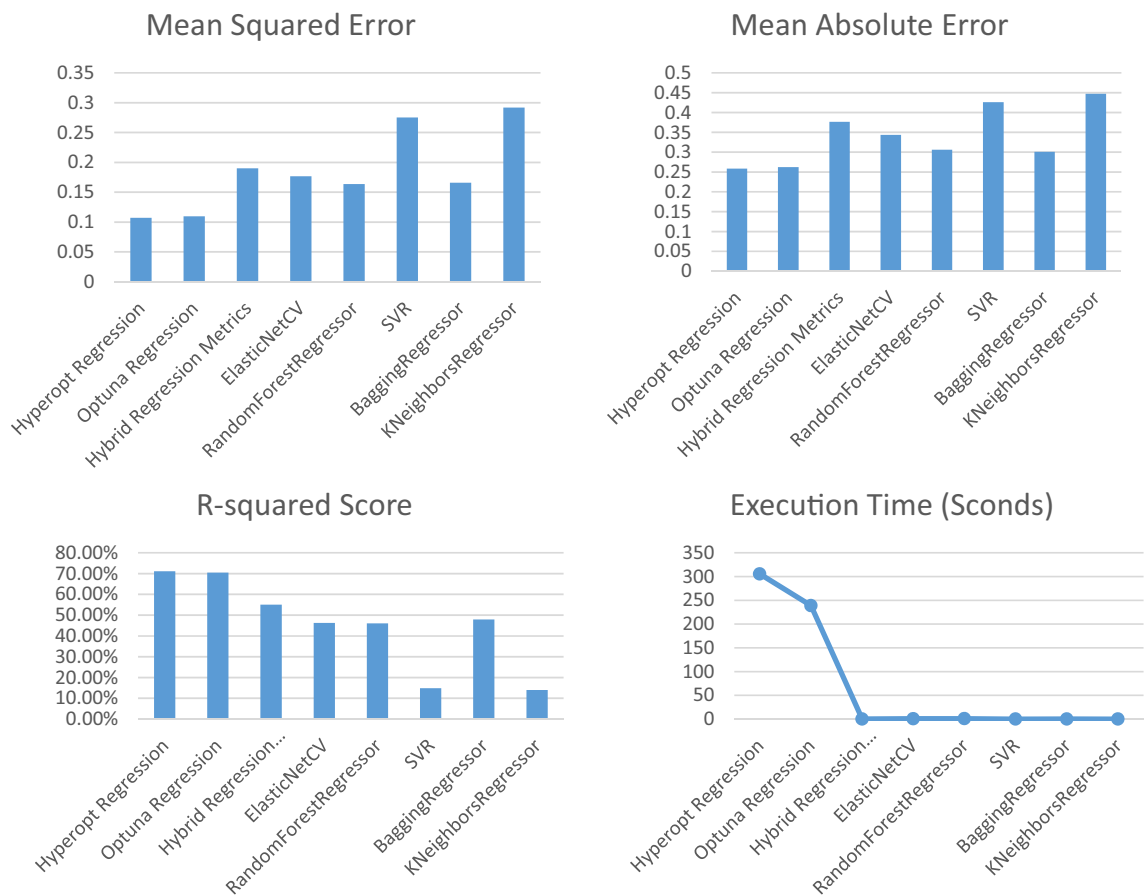 Mean Squared Error
0.35
0.3
0.25
0.2
0.15
0.1
0.05
0
Hyperopt Regression
Optuna Regression
Hybrid Regression Metrics
ElasticNetCV
RandomForestRegressor
SVR
BaggingRegressor
KNeighborsRegressor
Mean Absolute Error
0.5
0.45
0.4
0.35
0.3
0.25
0.2
0.15
0.1
0.05
0
Hyperopt Regression
Optuna Regression
Hybrid Regression Metrics
ElasticNetCV
RandomForestRegressor
SVR
BaggingRegressor
KNeighborsRegressor
R-squared Score
80.00%
70.00%
60.00%
50.00%
40.00%
30.00%
20.00%
10.00%
0.00%
Hyperopt Regression
Optuna Regression
Hybrid Regression...
ElasticNetCV
RandomForestRegressor
SVR
BaggingRegressor
KNeighborsRegressor
Execution Time (Sconds)
350
300
250
200
150
100
50
0
Hyperopt Regression
Optuna Regression
Hybrid Regression...
ElasticNetCV
RandomForestRegressor
SVR
BaggingRegressor
KNeighborsRegressor